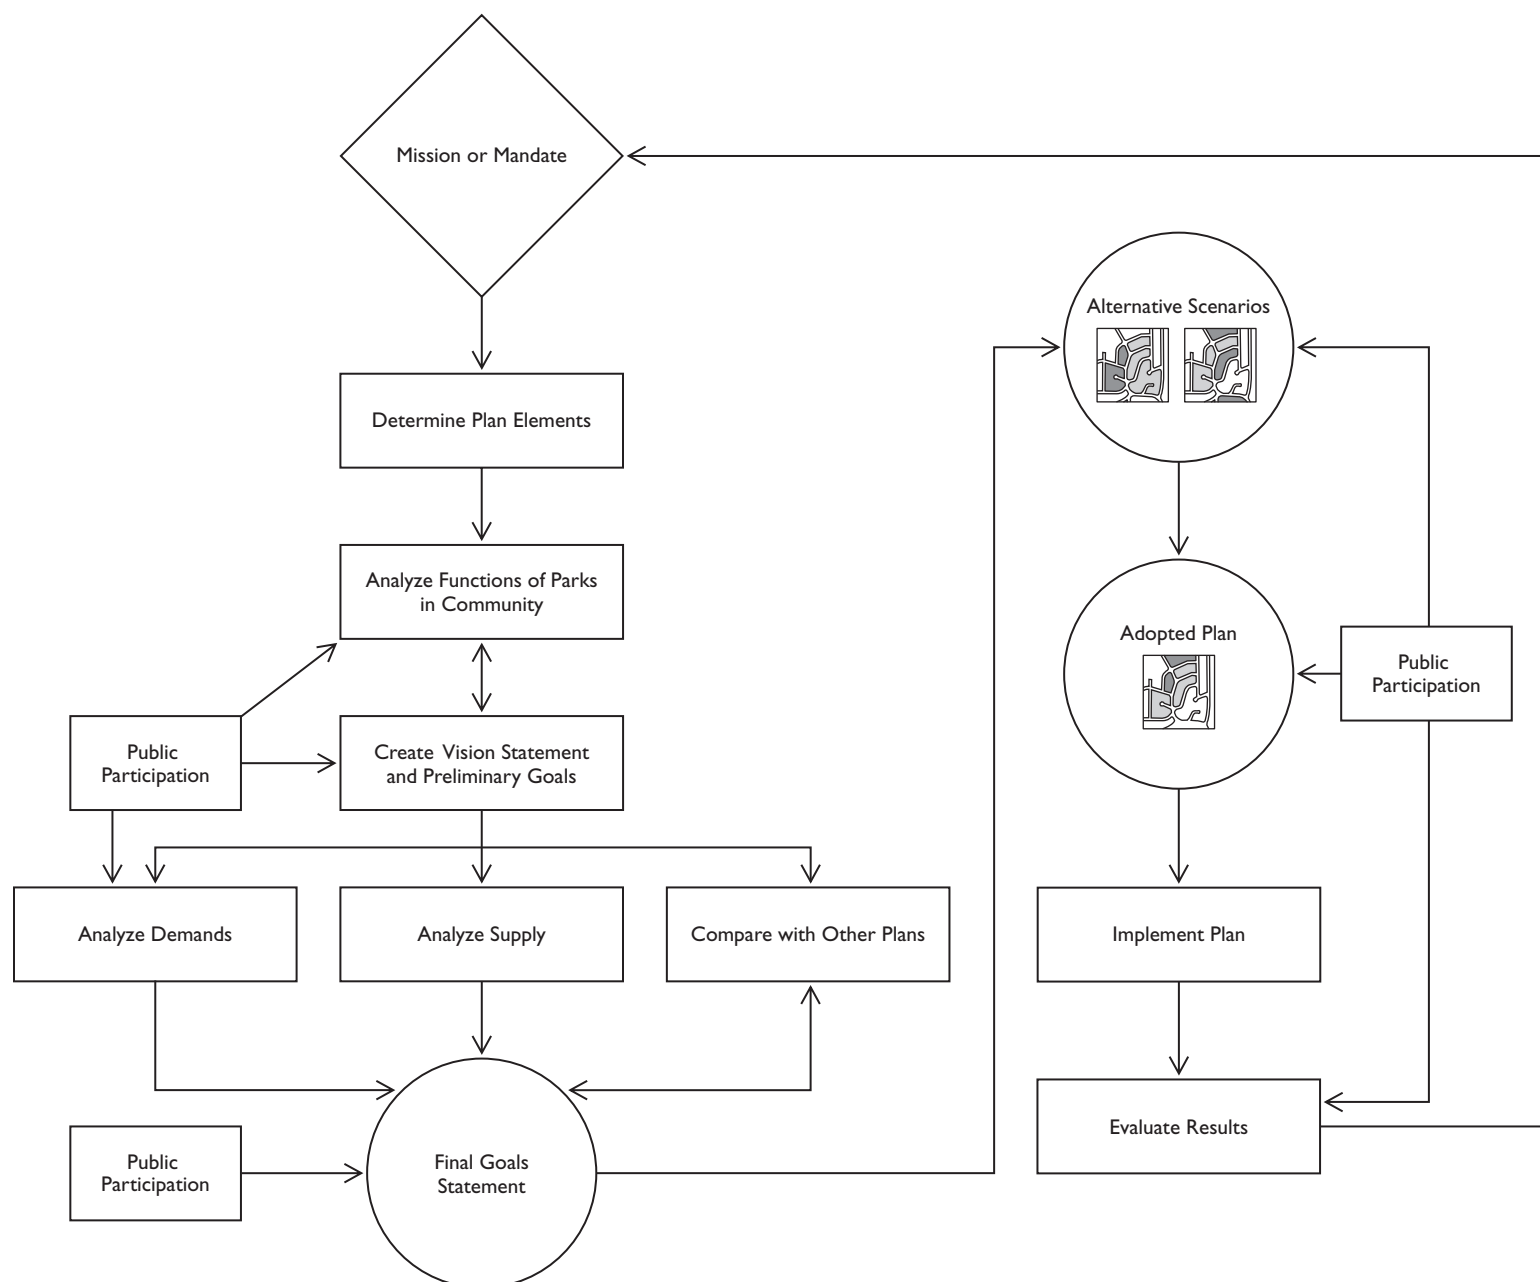 Mission or Mandate
Determine Plan Elements
Analyze Functions of Parks
in Community
Public
Participation
Create Vision Statement
and Preliminary Goals
Analyze Demands
Analyze Supply
Compare with Other Plans
Public
Participation
Final Goals
Statement
Alternative Scenarios
Adopted Plan
Public
Participation
Implement Plan
Evaluate Results